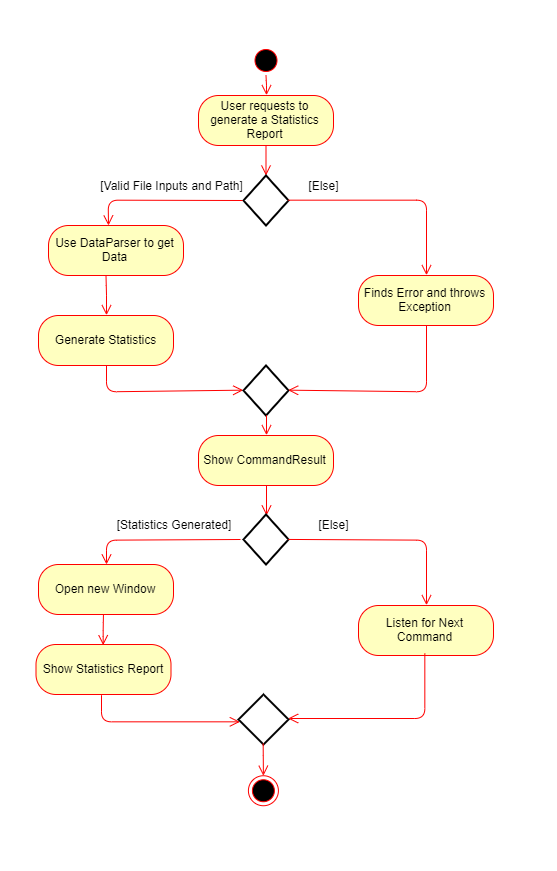 User requests to
generate a Statistics
Report
[Valid File Inputs and Path]
[Else]
Use DataParser to get
Data
Finds Error and throws
Exception
Generate Statistics
Show CommandResult
[Statistics Generated]
[Else]
Open new Window
Listen for Next
Command
Show Statistics Report